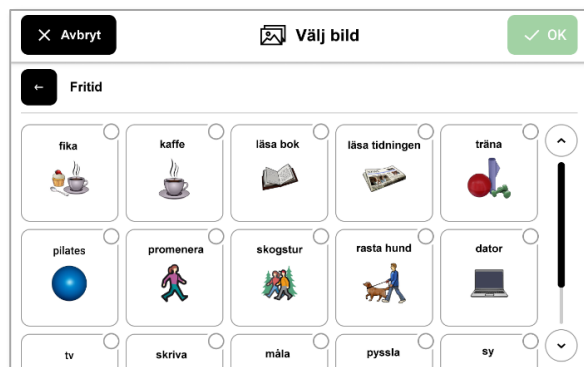 Avbryt
Välj bild
OK
Fritid
fika
kaffe
läsa bok
läsa tidningen
träna
pilates
promenera
skogstur
rasta hund
dator
tv
skriva
måla
pyssla
sy